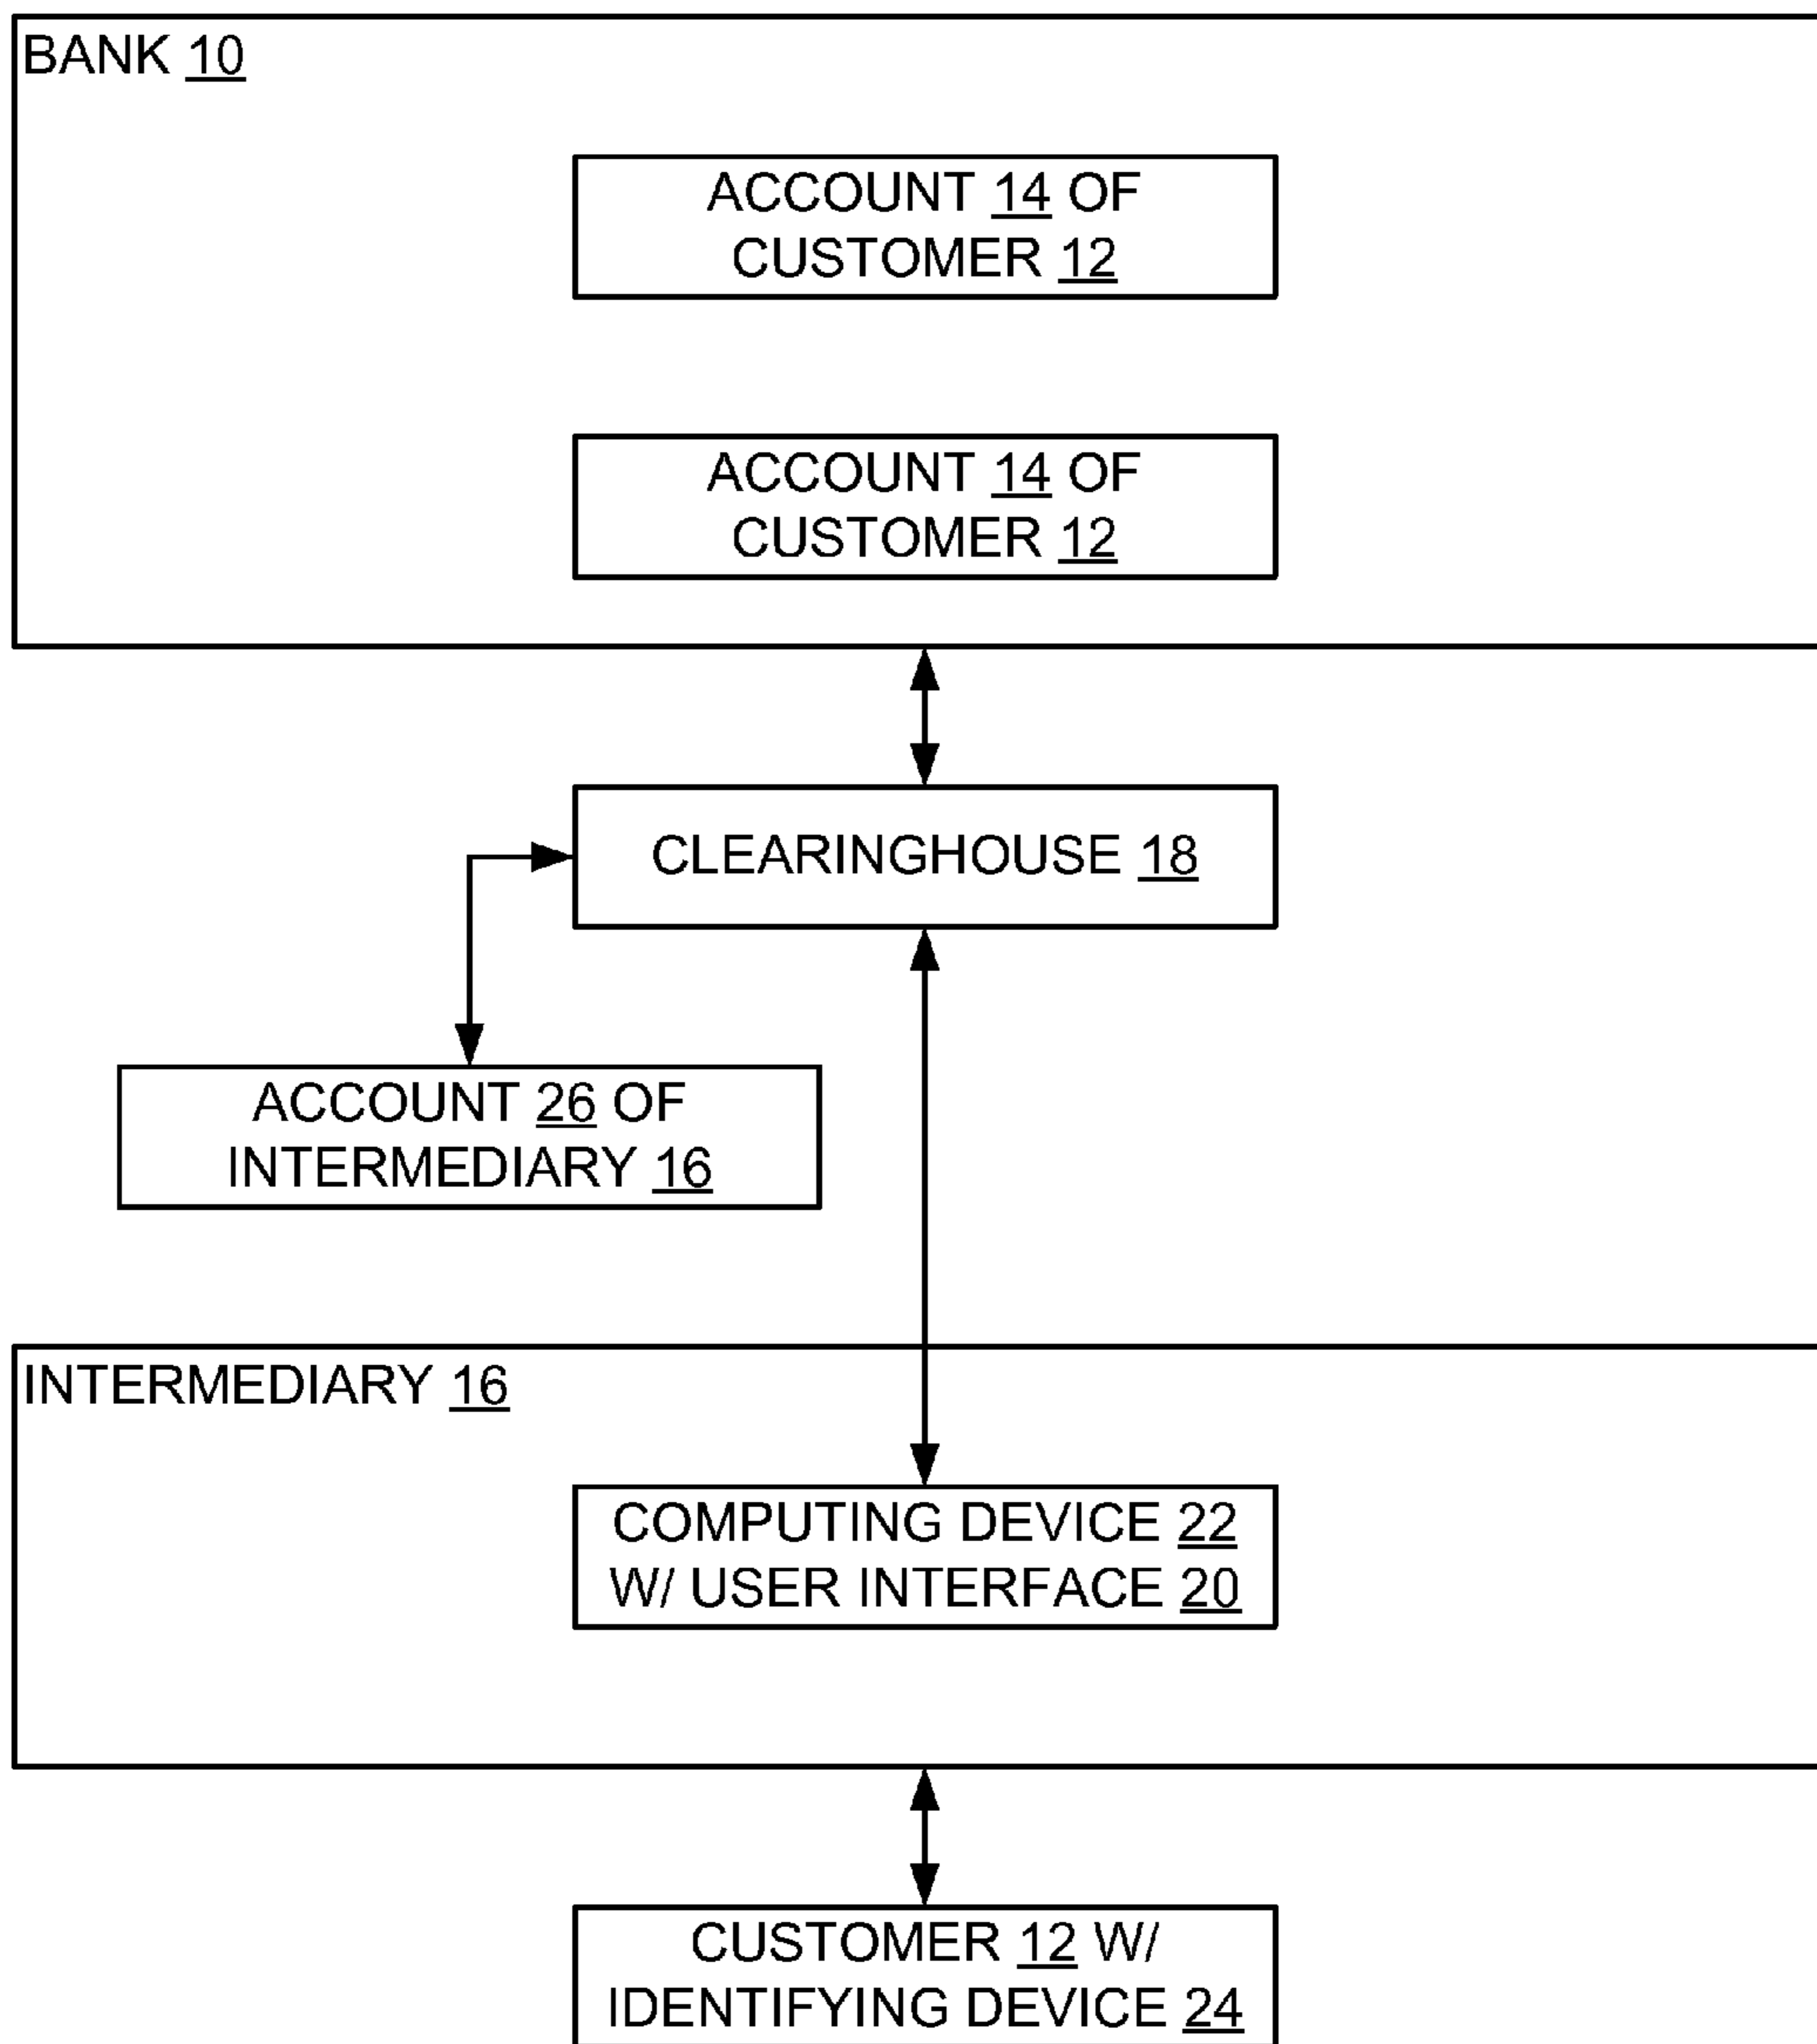 BANK 10
ACCOUNT 14 OF
CUSTOMER 12
ACCOUNT 14 OF
CUSTOMER 12
CLEARINGHOUSE 18
ACCOUNT 26 OF
INTERMEDIARY 16
INTERMEDIARY 16
COMPUTING DEVICE 22
W/ USER INTERFACE 20
CUSTOMER 12 W/
IDENTIFYING DEVICE 24